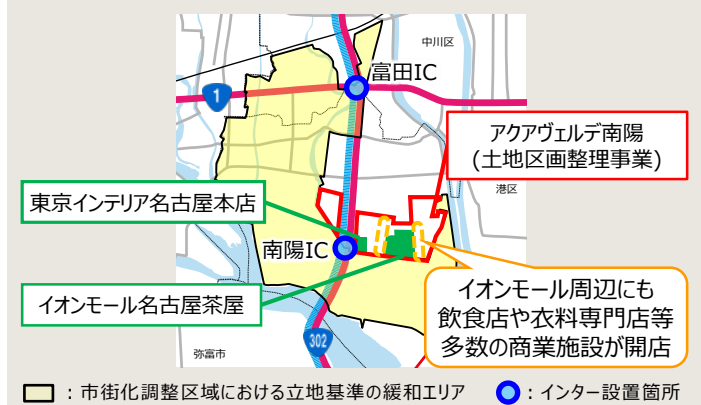 中川区
富田IC
1
アクアヴェルデ南陽
(土地区画整理事業)
港区
東京インテリア名古屋本店
南陽IC
イオンモール名古屋茶屋
イオンモール周辺にも
飲食店や衣料専門店等
多数の商業施設が開店
302
弥富市
:市街化調整区域における立地基準の緩和エリア
:インター設置箇所